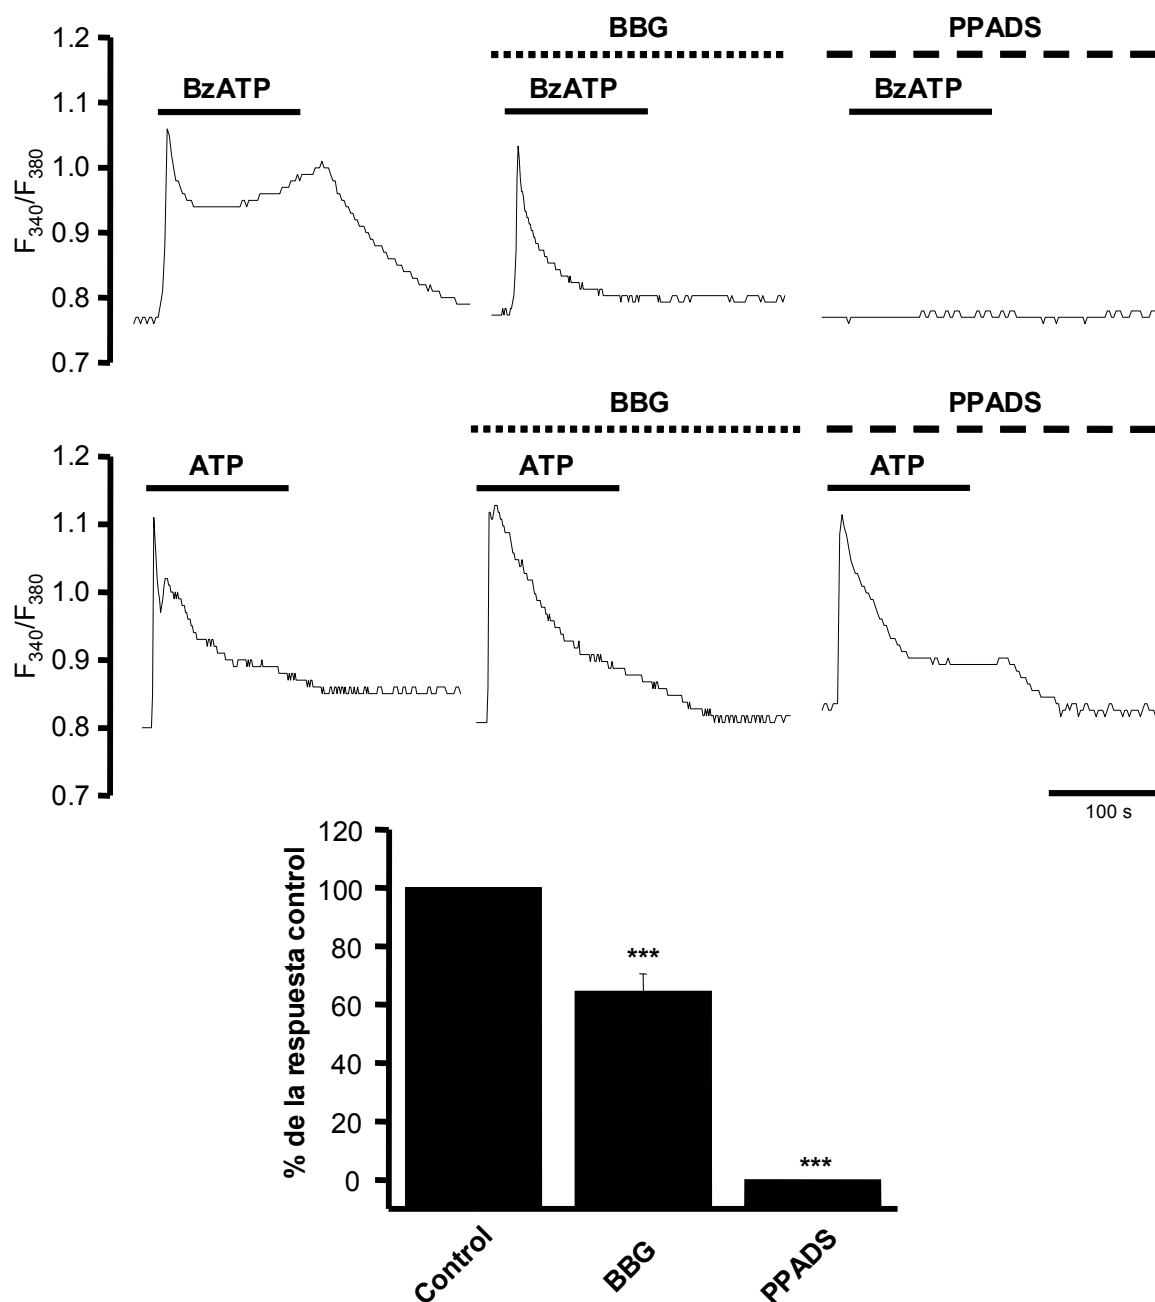 BBG PPADS
1.2
BzATP BzATP BzATP
1.1
1.0
0.9
0.8
0.7
F340/F380
BBG PPADS
1.2
ATP ATP ATP
1.1
1.0
0.9
0.8
0.7
F340/F380
100 s
120
100
80
60
40
20
0
% de la respuesta control
***
***
Control BBG PPADS